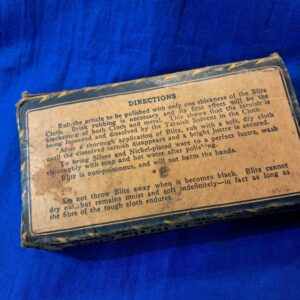 DIRECTIONS
Rub the article to be polished with only one thickness of the Blitz
Cloth. Brisk rubbing is necessary and its first effect will be the
blackening of both Cloth and metal. This shows that the tarnish is
being loosened and dissolved by the Tarnish Solvent in the Cloth.
After a thorough application of Blitz, rub with a soft, dry cloth
until the dissolved tarnish disappears and a bright lustre is secured.
To bring Silver and Nickel-plated ware to a perfect lustre, wash
thoroughly with soap and hot water after polishing.
Blitz is non-poisonous, and will not harm the hands.
Do not throw Blitz away when it becomes black. Blitz cannot
dry out, but remains moist and soft indefinitely—in fact as long as
the fibre of the tough cloth endures.